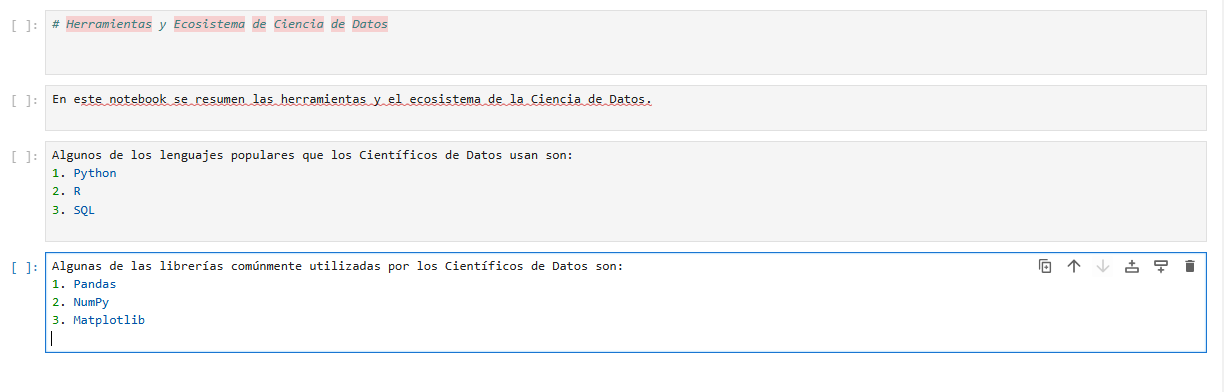 [ ]: # Herramientas y Ecosistema de Ciencia de Datos
[ ]: En este notebook se resumen las herramientas y el ecosistema de la Ciencia de Datos.
[ ]: Algunos de los lenguajes populares que los Científicos de Datos usan son:
1. Python
2. R
3. SQL
[ ]: Algunas de las librerías comúnmente utilizadas por los Científicos de Datos son:
1. Pandas
2. NumPy
3. Matplotlib